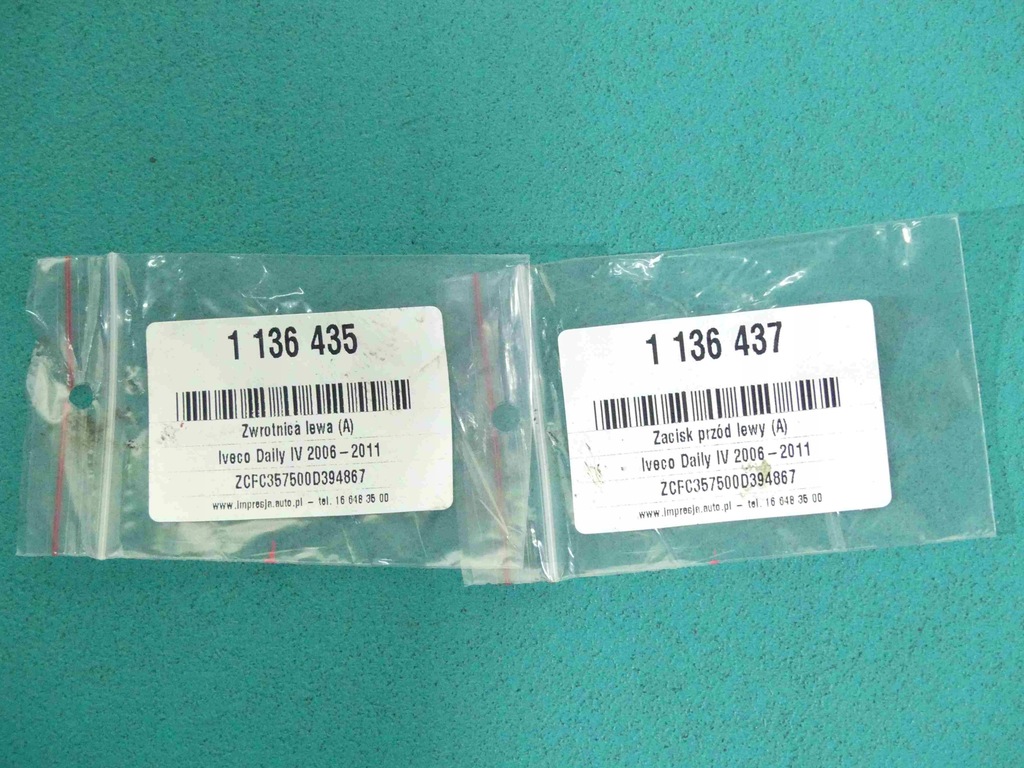 1 136 435
Zwrotnica lewa (A)
Iveco Daily IV 2006-2011
ZCFC357500D394867
www.impresja.auto.pl - tel. 16 648 35 00
1 136 437
Zacisk przód lewy (A)
Iveco Daily IV 2006-2011
ZCFC357500D394867
www.impresja.auto.pl - tel. 16 648 35 00